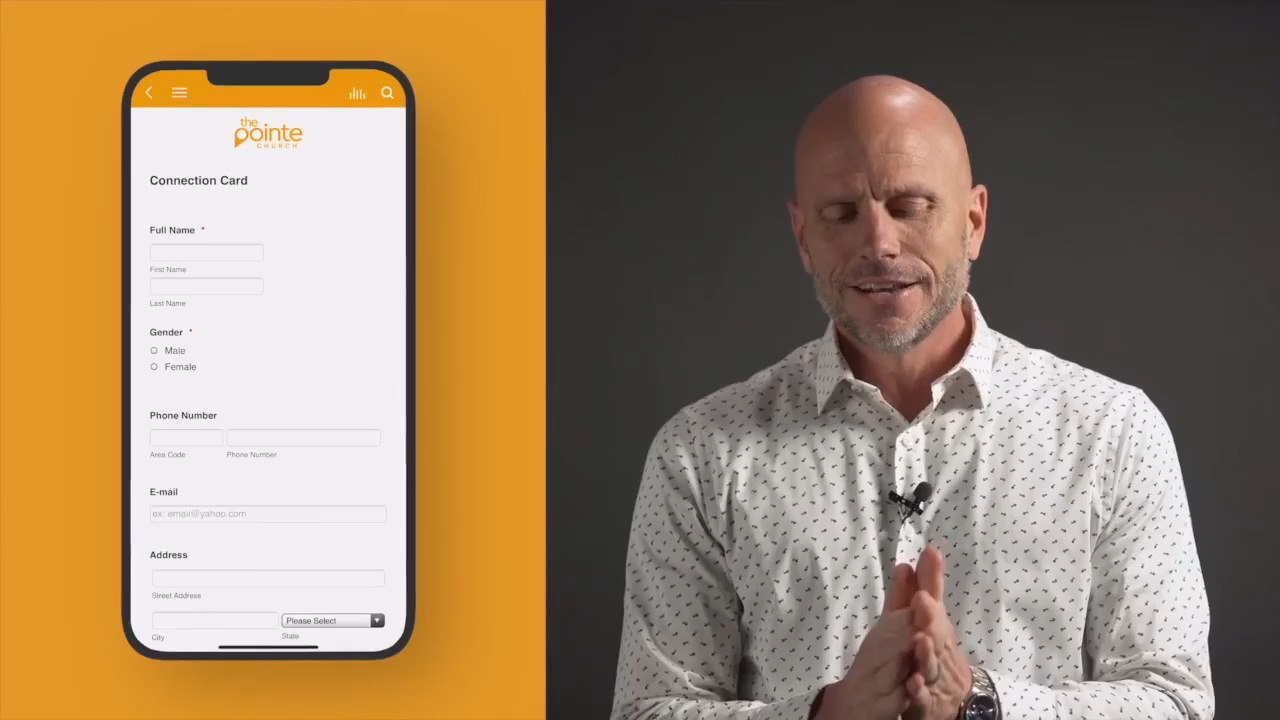 the
pointe
CHURCH
Connection Card
Full Name *
First Name
Last Name
Gender *
Male
Female
Phone Number
Area Code Phone Number
E-mail
ex: email@yahoo.com
Address
Street Address
Please Select
City State